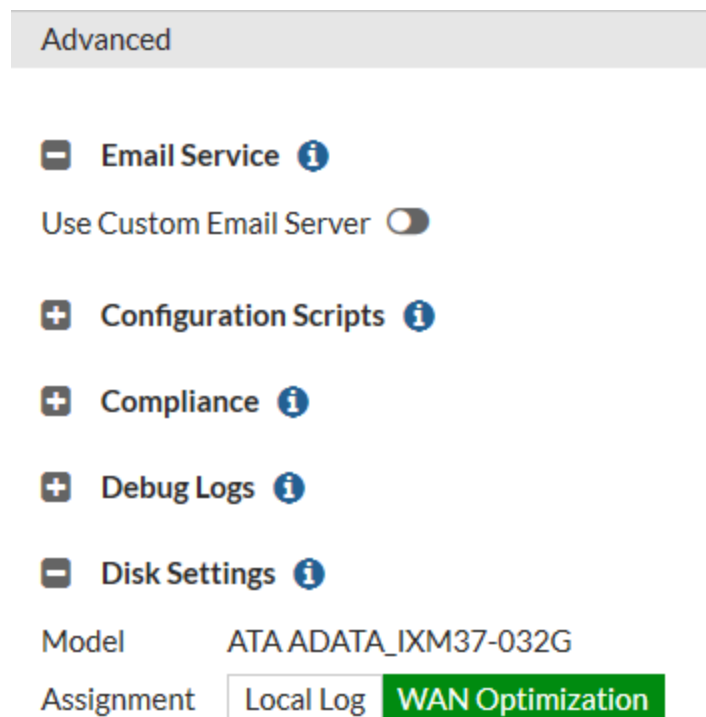 Advanced
Email Service
Use Custom Email Server
Configuration Scripts
Compliance
Debug Logs
Disk Settings
Model ATA ADATA_IXM37-032G
Assignment Local Log WAN Optimization